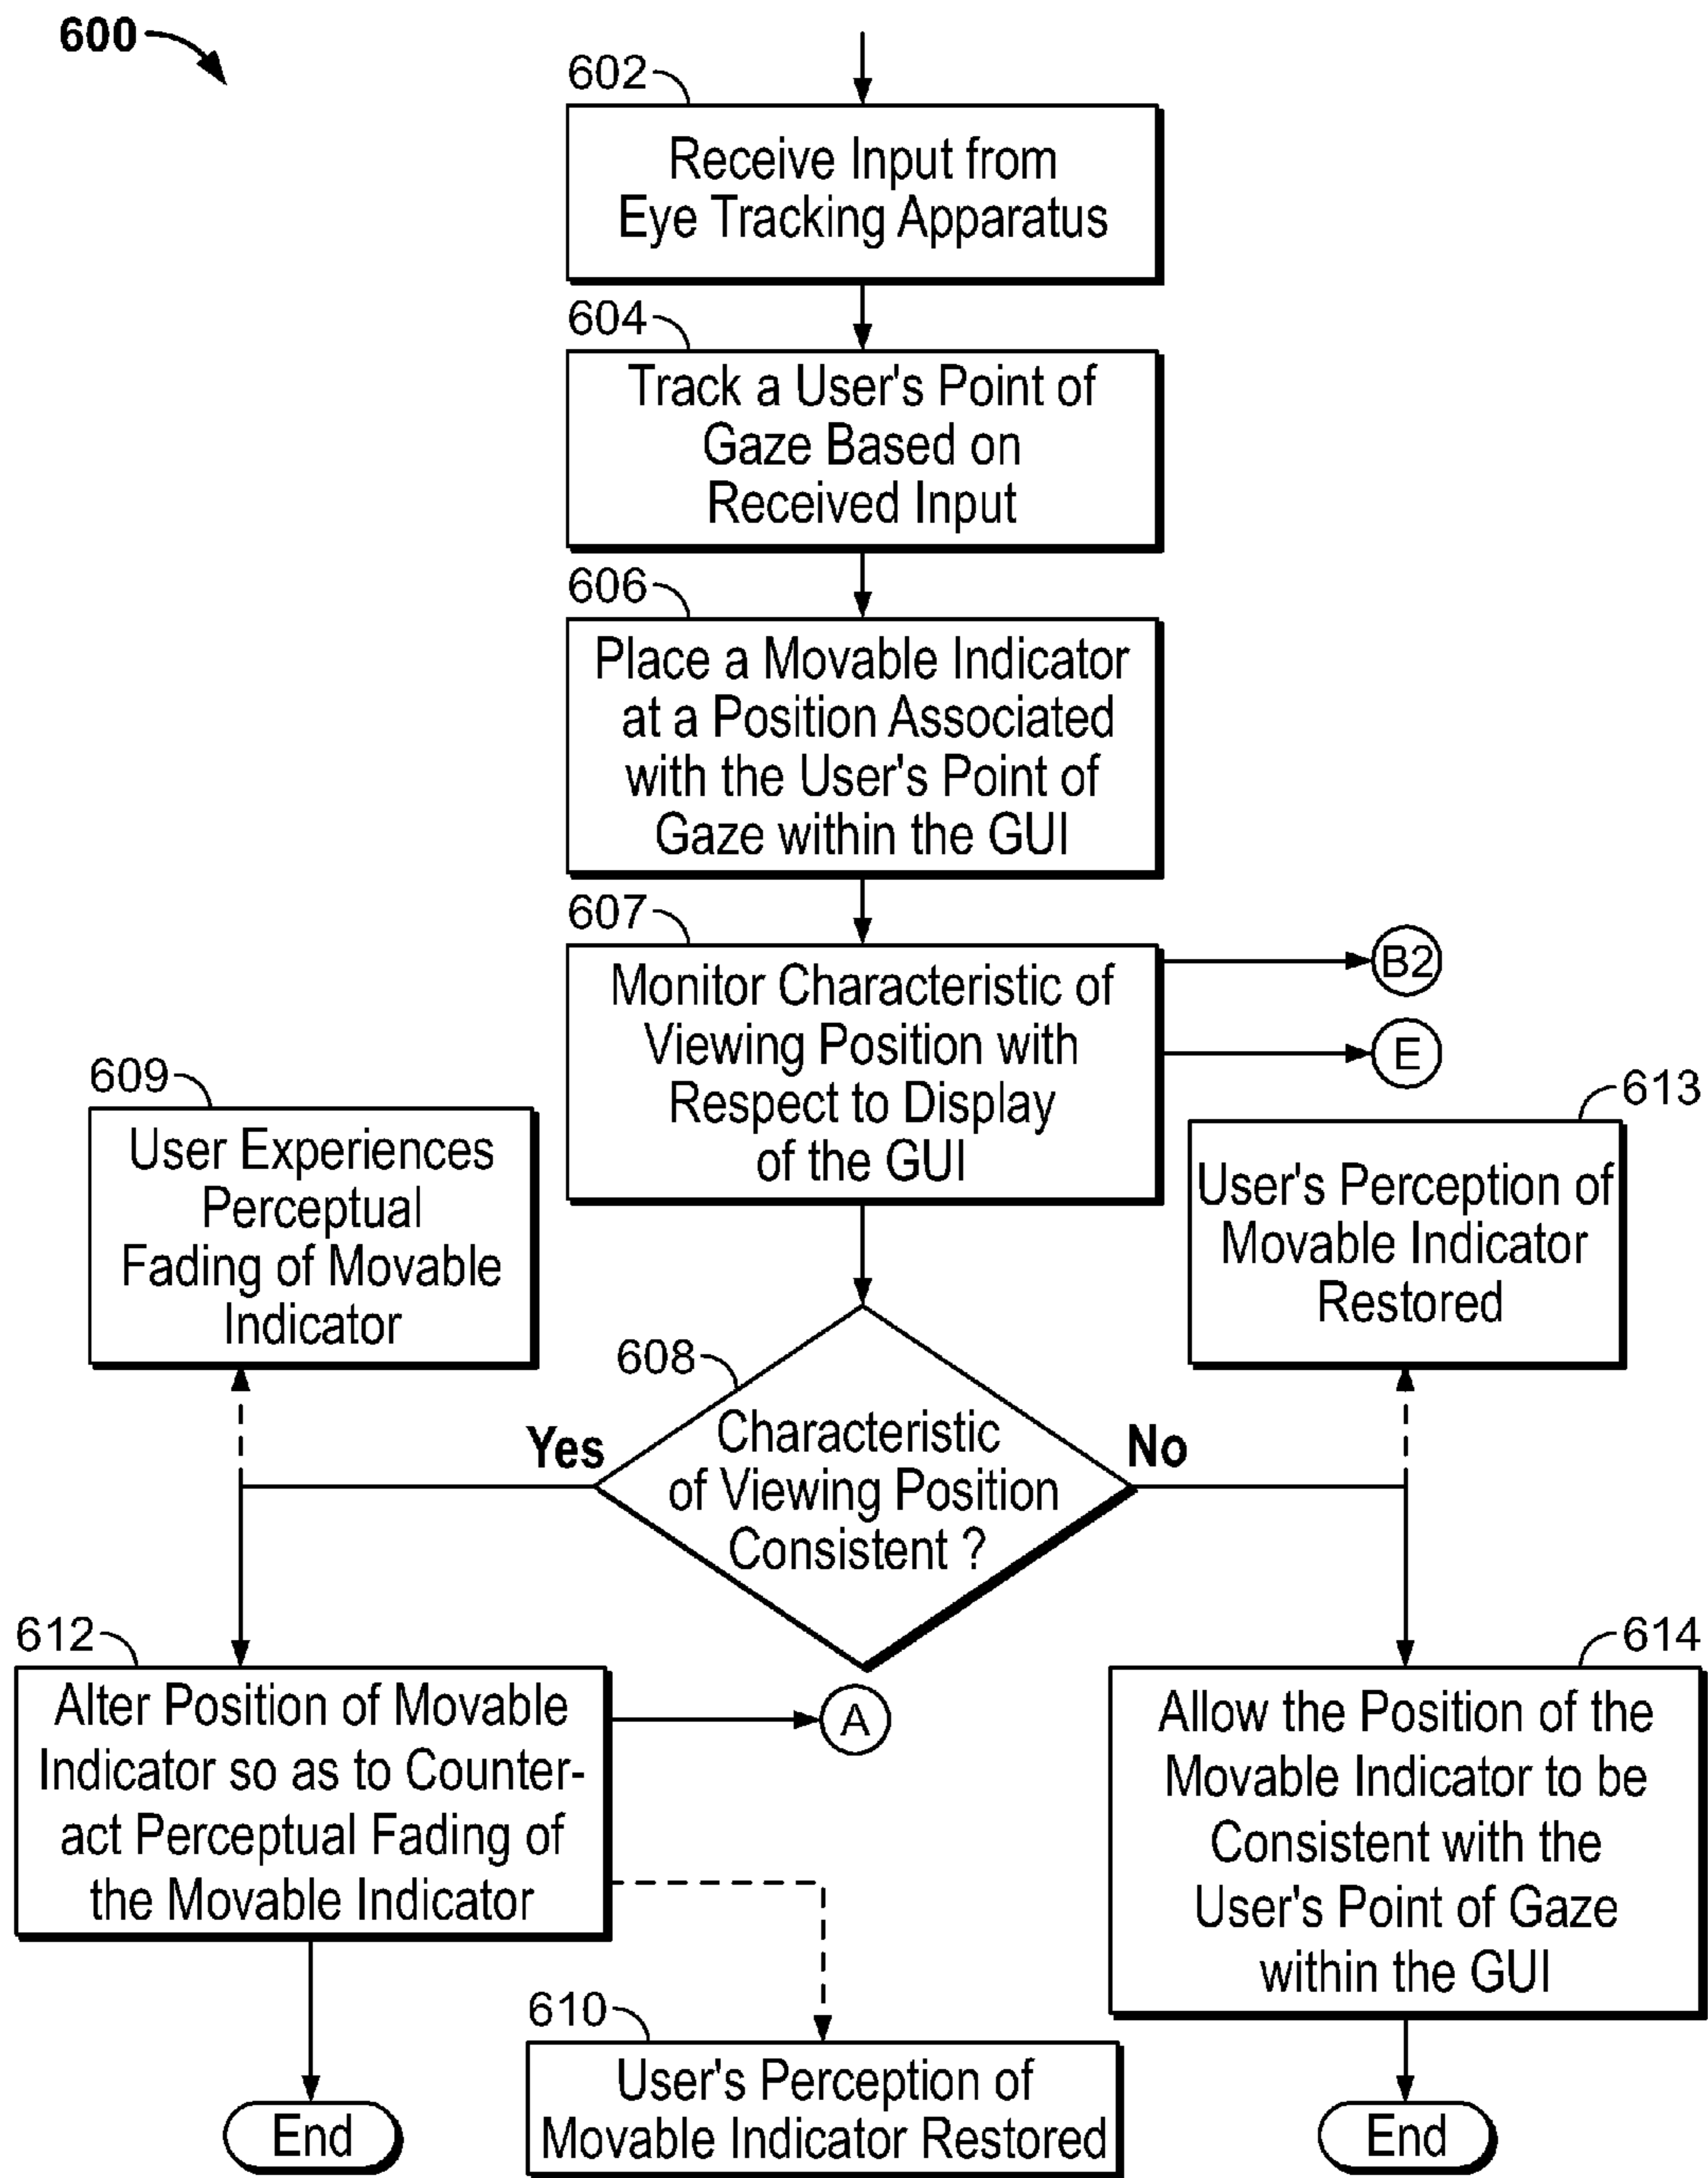 600
602
Receive Input from
Eye Tracking Apparatus
604
Track a User's Point of
Gaze Based on
Received Input
606
Place a Movable Indicator
at a Position Associated
with the User's Point of
Gaze within the GUI
607
Monitor Characteristic of
Viewing Position with
Respect to Display
of the GUI
B2
E
609
User Experiences
Perceptual
Fading of Movable
Indicator
613
User's Perception of
Movable Indicator
Restored
608
Characteristic
of Viewing Position
Consistent ?
Yes
No
612
Alter Position of Movable
Indicator so as to Counter-
act Perceptual Fading of
the Movable Indicator
A
614
Allow the Position of the
Movable Indicator to be
Consistent with the
User's Point of Gaze
within the GUI
610
User's Perception of
Movable Indicator Restored
End
End